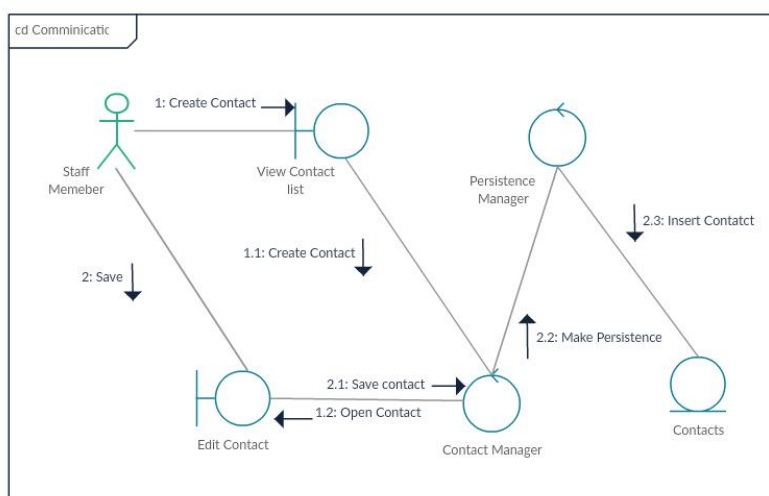 cd Comminicatic
1: Create Contact
Staff
Memeber
View Contact
list
Persistence
Manager
2.3: Insert Contatct
1.1: Create Contact
2: Save
2.2: Make Persistence
2.1: Save contact
1.2: Open Contact
Edit Contact
Contact Manager
Contacts